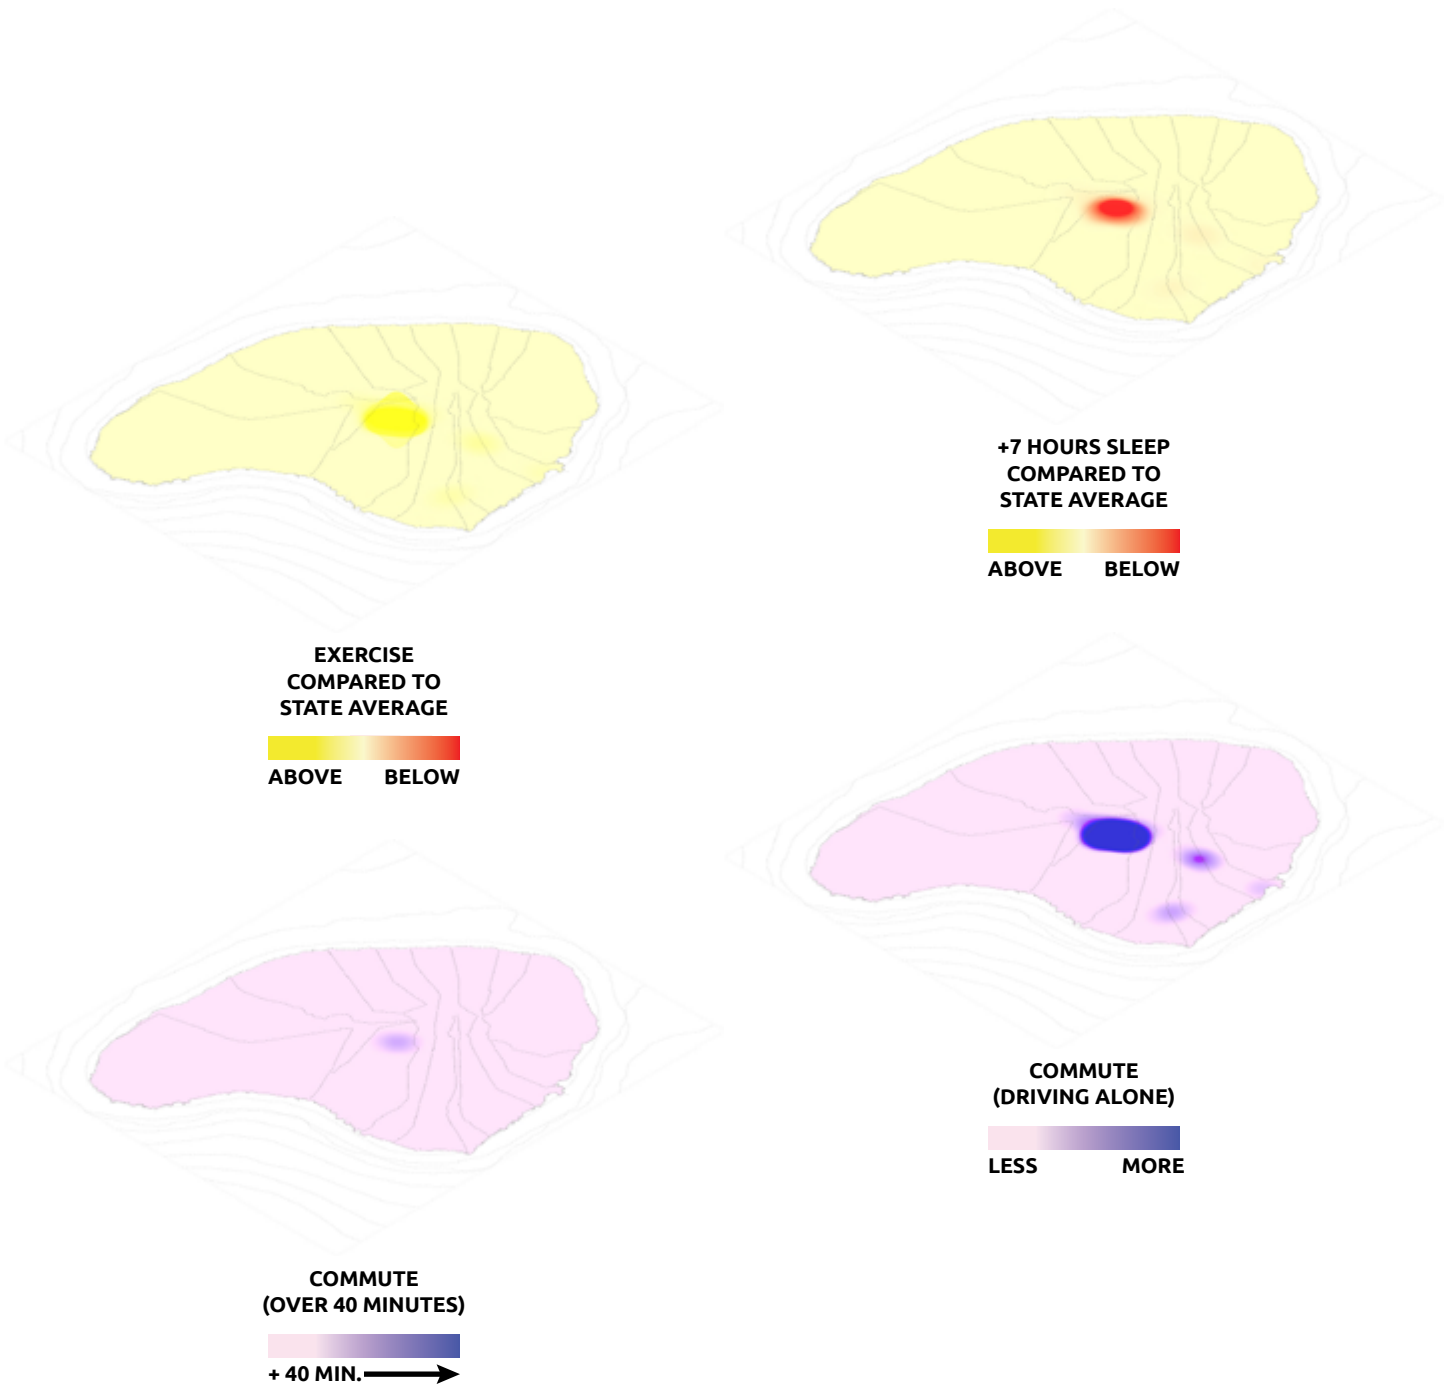 +7 HOURS SLEEP
COMPARED TO
STATE AVERAGE
ABOVE BELOW
EXERCISE
COMPARED TO
STATE AVERAGE
ABOVE BELOW
COMMUTE
(DRIVING ALONE)
LESS MORE
COMMUTE
(OVER 40 MINUTES)
+ 40 MIN.